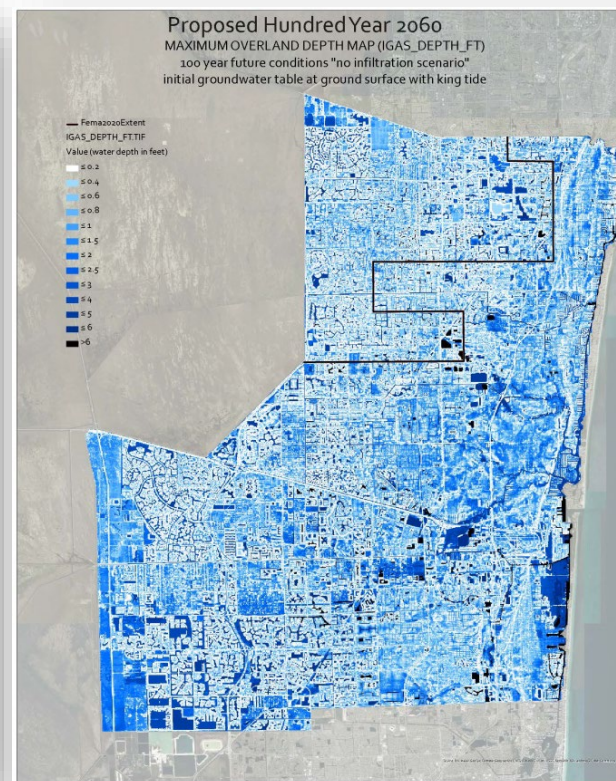 Proposed Hundred Year 2060
MAXIMUM OVERLAND DEPTH MAP (IGAS_DEPTH_FT)
100 year future conditions "no infiltration scenario"
initial groundwater table at ground surface with king tide
Fema2020Extent
IGAS_DEPTH_FT.TIF
Value (water depth in feet)
≤ 0.2
≤ 0.4
≤ 0.6
≤ 0.8
≤ 1
≤ 1.5
≤ 2
≤ 2.5
≤ 3
≤ 4
≤ 5
≤ 6
>6